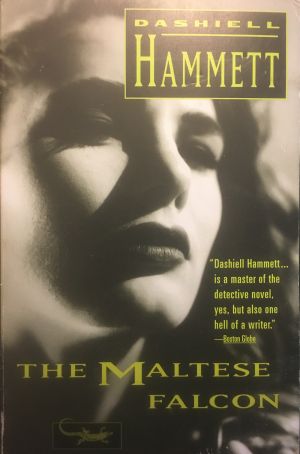 DASHIELL
HAMMETT
"Dashiell Hammett...
is a master of the
detective novel,
yes, but also one
hell of a writer."
—Boston Globe
THE MALTESE
FALCON